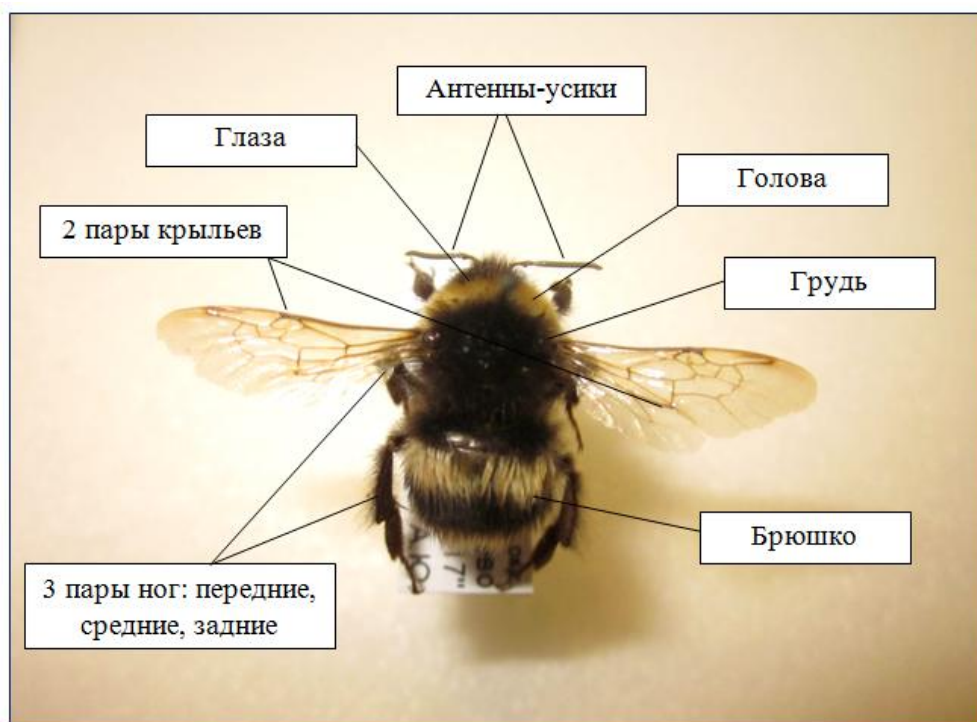 Антенны-усики
Глаза
Голова
2 пары крыльев
Грудь
Брюшко
3 пары ног: передние,
средние, задние